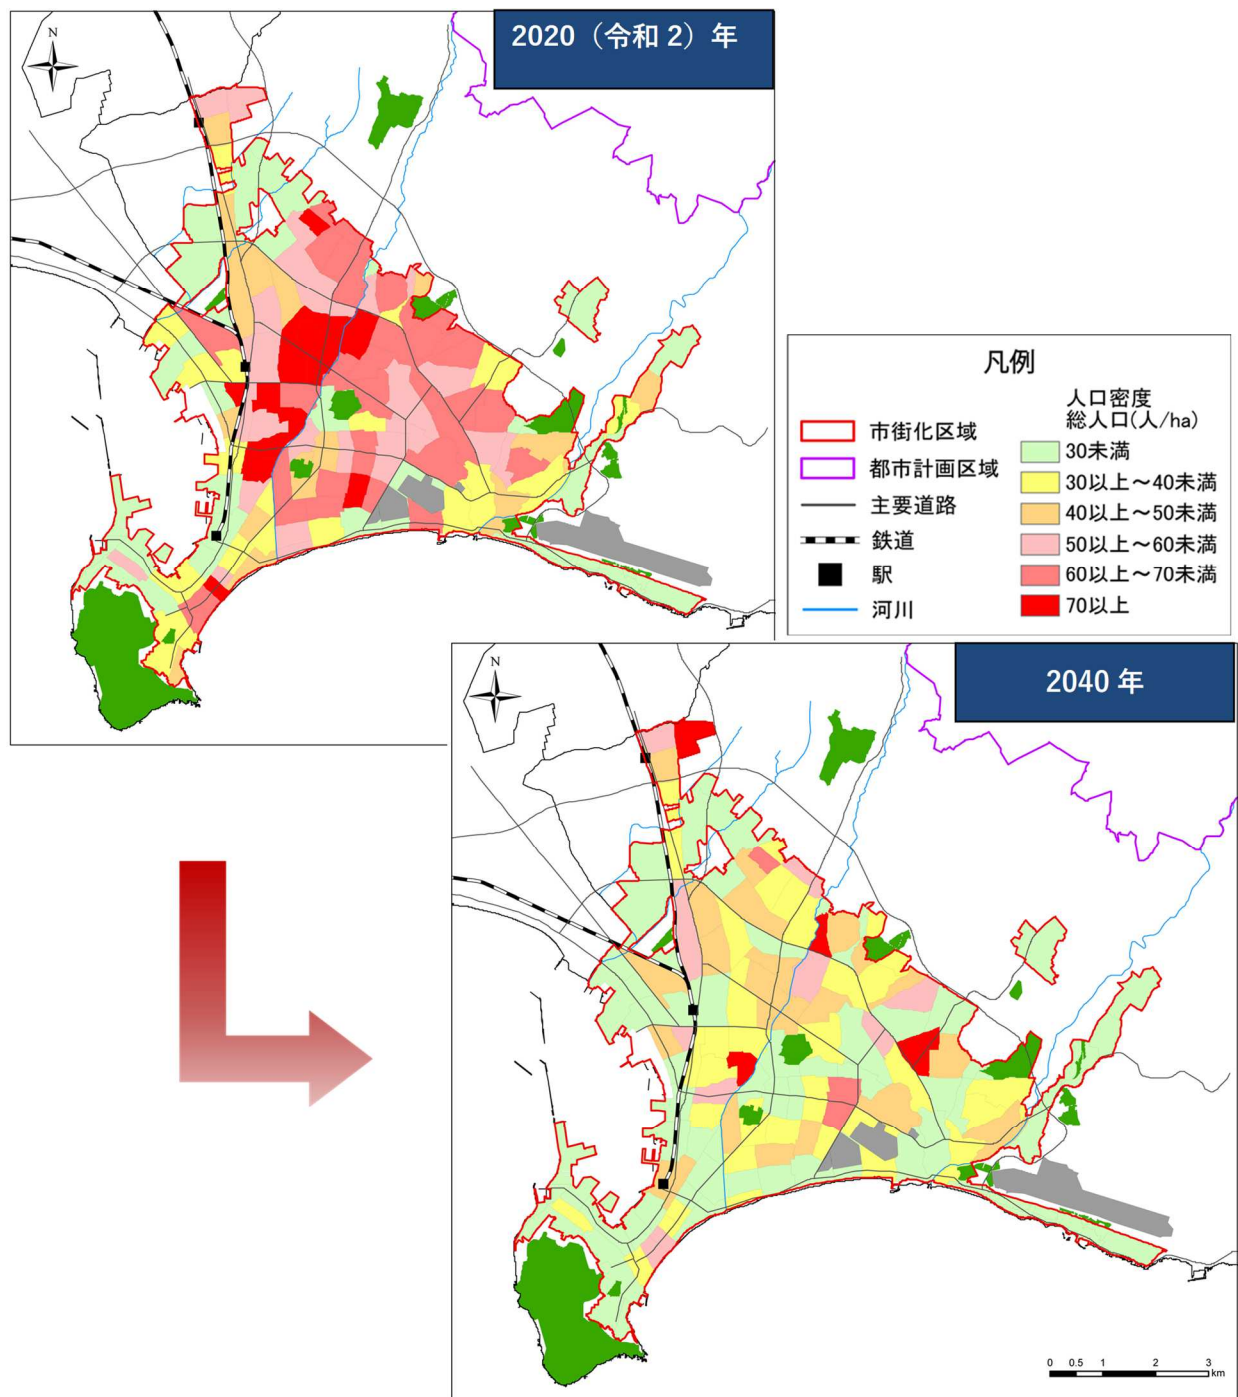 N
2020（令和2）年
凡例
市街化区域
都市計画区域
主要道路
鉄道
駅
河川
人口密度
総人口(人/ha)
30未満
30以上～40未満
40以上～50未満
50以上～60未満
60以上～70未満
70以上
N
2040年
0 0.5 1 2 3
km